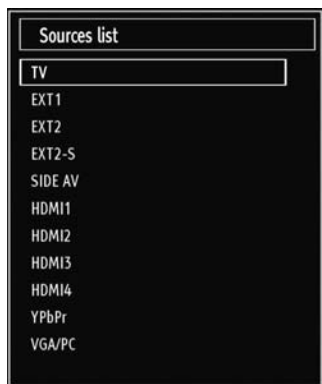 Sources list
TV
EXT1
EXT2
EXT2-S
SIDE AV
HDMI1
HDMI2
HDMI3
HDMI4
YPbPr
VGA/PC